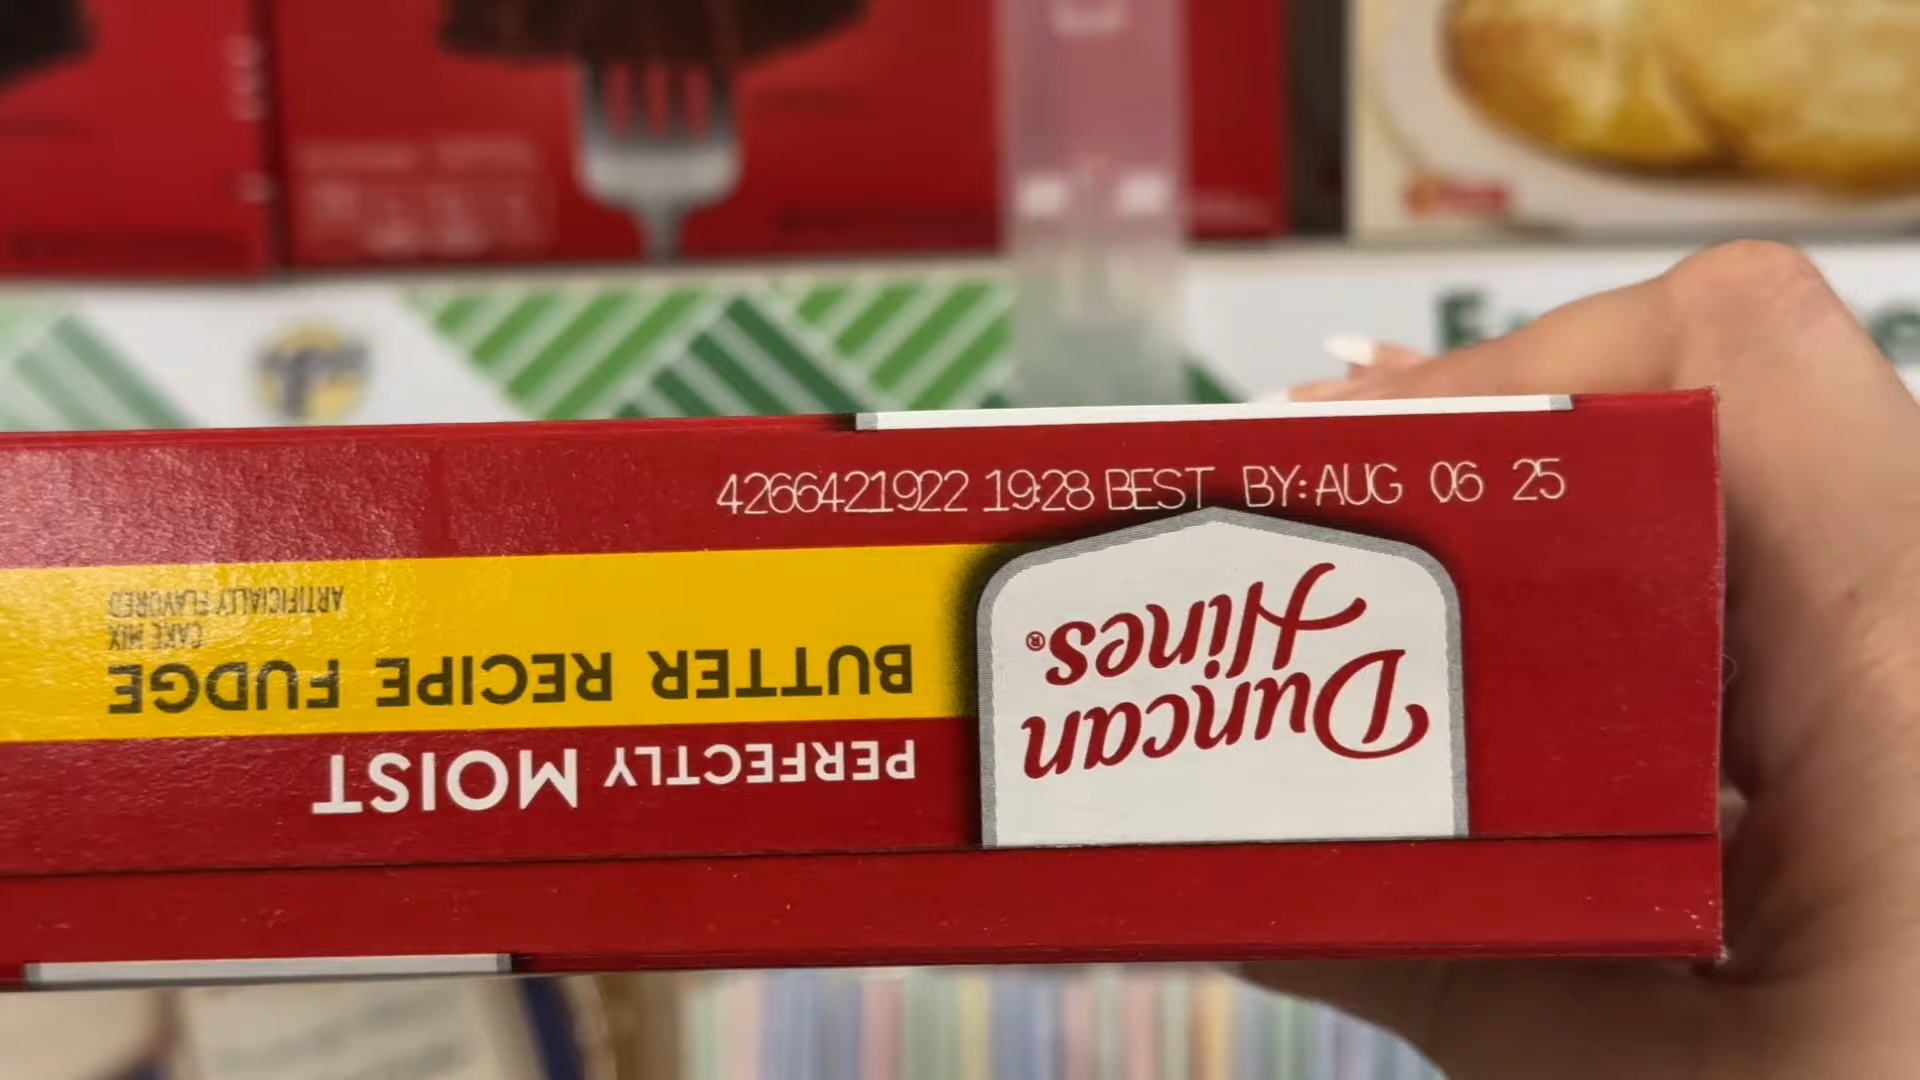 4266421922 19:28 BEST BY: AUG 06 25
Duncan
Hines®
PERFECTLY MOIST
BUTTER RECIPE FUDGE
CAKE MIX
ARTIFICIALLY FLAVORED